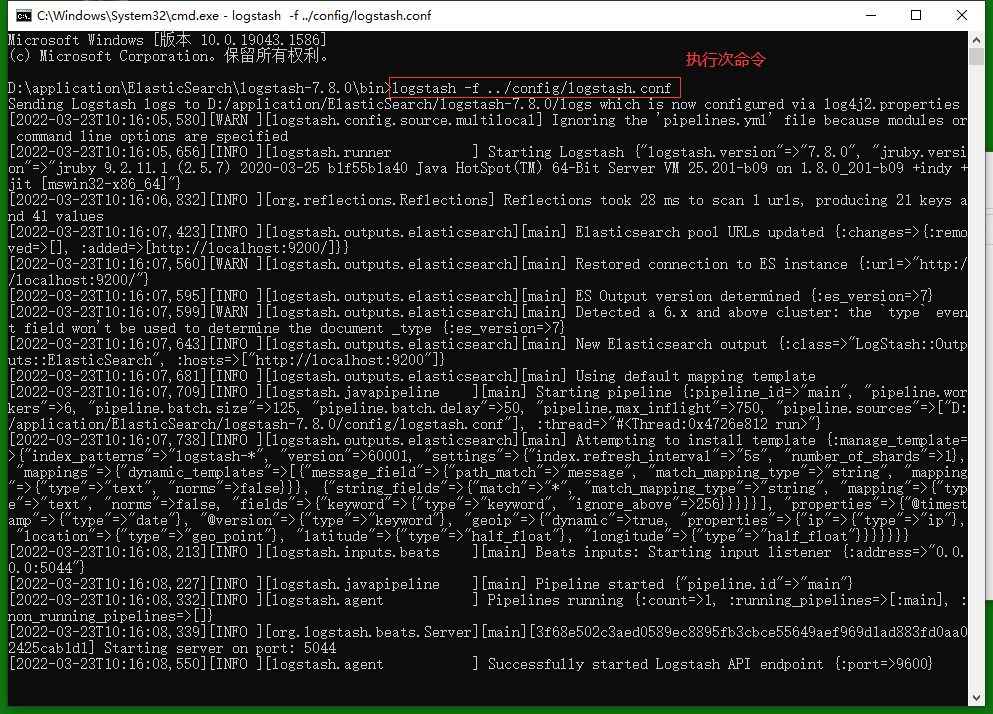 C:\Windows\System32\cmd.exe - logstash  -f ../config/logstash.conf
Microsoft Windows [版本 10.0.19043.1586]
(c) Microsoft Corporation。保留所有权利。
执行次命令
D:\application\ElasticSearch\logstash-7.8.0\bin>logstash -f ../config/logstash.conf
Sending Logstash logs to D:/application/ElasticSearch/logstash-7.8.0/logs which is now configured via log4j2.properties
[2022-03-23T10:16:05,580][WARN ][logstash.config.source.multilocal] Ignoring the 'pipelines.yml' file because modules or
 command line options are specified
[2022-03-23T10:16:05,656][INFO ][logstash.runner          ] Starting Logstash {"logstash.version"=>"7.8.0", "jruby.versi
on"=>"jruby 9.2.11.1 (2.5.7) 2020-03-25 b1f55b1a40 Java HotSpot(TM) 64-Bit Server VM 25.201-b09 on 1.8.0_201-b09 +indy +
jit [mswin32-x86_64]"}
[2022-03-23T10:16:06,832][INFO ][org.reflections.Reflections] Reflections took 28 ms to scan 1 urls, producing 21 keys a
nd 41 values
[2022-03-23T10:16:07,423][INFO ][logstash.outputs.elasticsearch][main] Elasticsearch pool URLs updated {:changes=>{:remo
ved=>[], :added=>[http://localhost:9200/]}}
[2022-03-23T10:16:07,560][WARN ][logstash.outputs.elasticsearch][main] Restored connection to ES instance {:url=>"http:/
/localhost:9200/"}
[2022-03-23T10:16:07,595][INFO ][logstash.outputs.elasticsearch][main] ES Output version determined {:es_version=>7}
[2022-03-23T10:16:07,599][WARN ][logstash.outputs.elasticsearch][main] Detected a 6.x and above cluster: the `type` even
t field won't be used to determine the document _type {:es_version=>7}
[2022-03-23T10:16:07,643][INFO ][logstash.outputs.elasticsearch][main] New Elasticsearch output {:class=>"LogStash::Outp
uts::ElasticSearch", :hosts=>["http://localhost:9200"]}
[2022-03-23T10:16:07,681][INFO ][logstash.outputs.elasticsearch][main] Using default mapping template
[2022-03-23T10:16:07,709][INFO ][logstash.javapipeline    ][main] Starting pipeline {:pipeline_id=>"main", "pipeline.wor
kers"=>6, "pipeline.batch.size"=>125, "pipeline.batch.delay"=>50, "pipeline.max_inflight"=>750, "pipeline.sources"=>["D:
/application/ElasticSearch/logstash-7.8.0/config/logstash.conf"], :thread=>"#<Thread:0x4726e812 run>"}
[2022-03-23T10:16:07,738][INFO ][logstash.outputs.elasticsearch][main] Attempting to install template {:manage_template=
>{"index_patterns"=>"logstash-*", "version"=>60001, "settings"=>{"index.refresh_interval"=>"5s", "number_of_shards"=>1},
 "mappings"=>{"dynamic_templates"=>[{"message_field"=>{"path_match"=>"message", "match_mapping_type"=>"string", "mapping
"=>{"type"=>"text", "norms"=>false}}}, {"string_fields"=>{"match"=>"*", "match_mapping_type"=>"string", "mapping"=>{"typ
e"=>"text", "norms"=>false, "fields"=>{"keyword"=>{"type"=>"keyword", "ignore_above"=>256}}}}}], "properties"=>{"@timest
amp"=>{"type"=>"date"}, "@version"=>{"type"=>"keyword"}, "geoip"=>{"dynamic"=>true, "properties"=>{"ip"=>{"type"=>"ip"},
 "location"=>{"type"=>"geo_point"}, "latitude"=>{"type"=>"half_float"}, "longitude"=>{"type"=>"half_float"}}}}}}}
[2022-03-23T10:16:08,213][INFO ][logstash.inputs.beats    ][main] Beats inputs: Starting input listener {:address=>"0.0.
0.0:5044"}
[2022-03-23T10:16:08,227][INFO ][logstash.javapipeline    ][main] Pipeline started {"pipeline.id"=>"main"}
[2022-03-23T10:16:08,332][INFO ][logstash.agent           ] Pipelines running {:count=>1, :running_pipelines=>[:main], :
non_running_pipelines=>[]}
[2022-03-23T10:16:08,339][INFO ][org.logstash.beats.Server][main][3f68e502c3aed0589ec8895fb3cbce55649aef969d1ad883fd0aa0
2425cab1d1] Starting server on port: 5044
[2022-03-23T10:16:08,550][INFO ][logstash.agent           ] Successfully started Logstash API endpoint {:port=>9600}